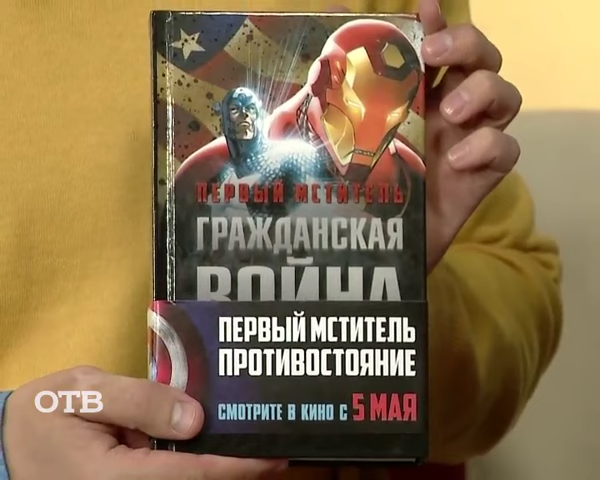 ПЕРВЫЙ МСТИТЕЛЬ
ГРАЖДАНСКАЯ
ВОЙНА
ПЕРВЫЙ МСТИТЕЛЬ
ПРОТИВОСТОЯНИЕ
СМОТРИТЕ В КИНО С 5 МАЯ
ОТВ